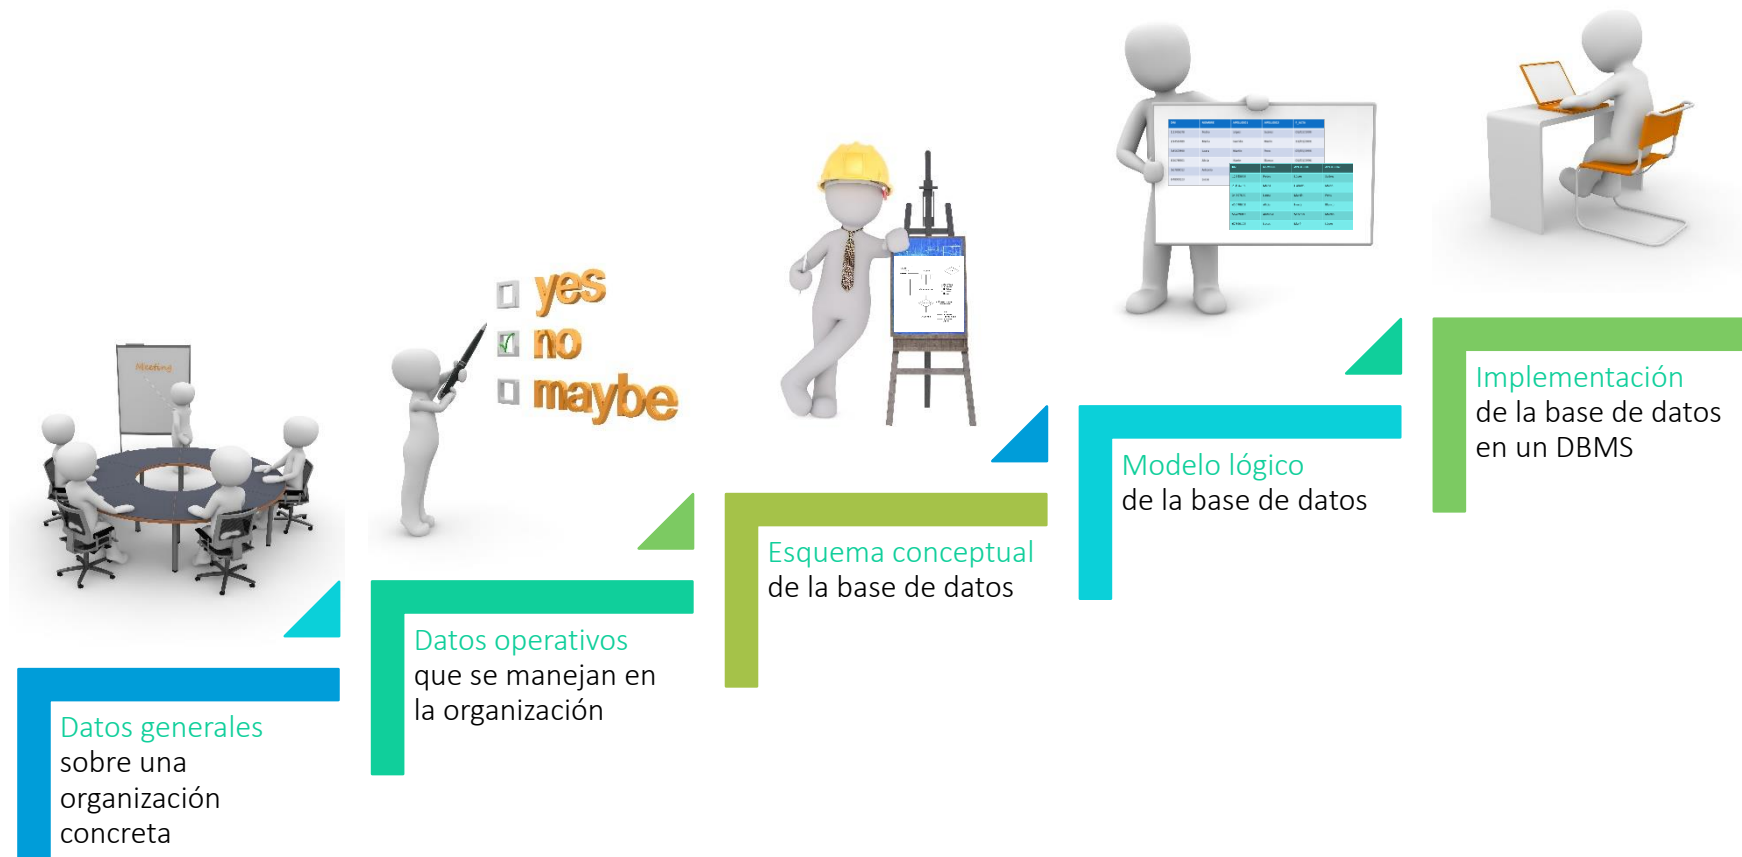 Meeting
yes
no
maybe
Datos generales
sobre una
organización
concreta
Datos operativos
que se manejan en
la organización
Esquema conceptual
de la base de datos
Modelo lógico
de la base de datos
Implementación
de la base de datos
en un DBMS